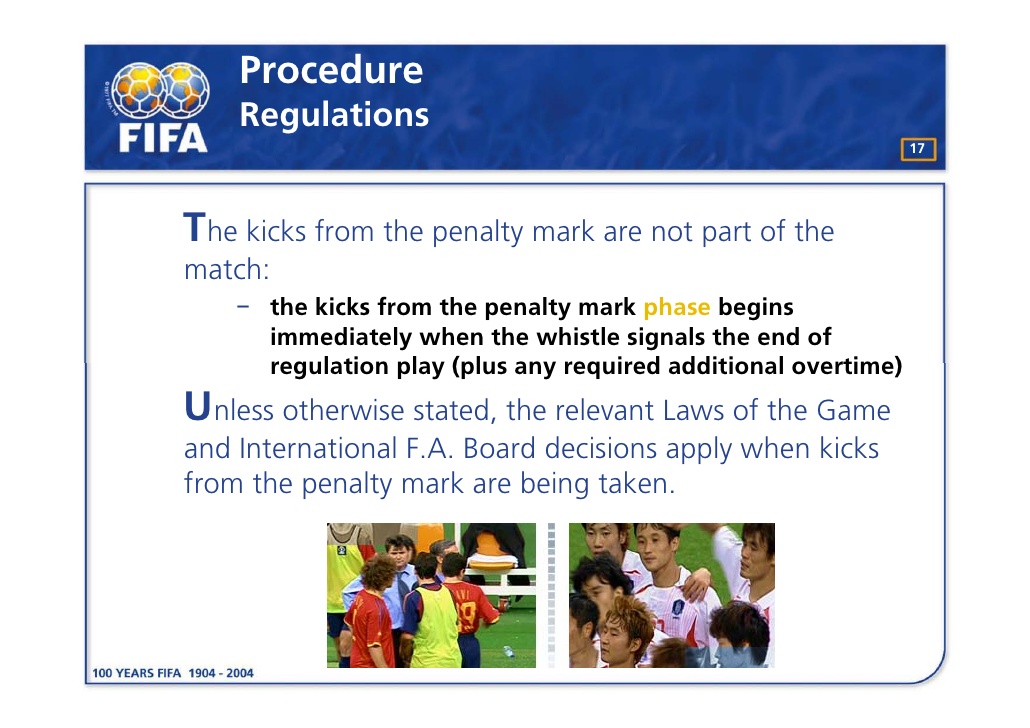 Procedure
Regulations
FIFA
17
The kicks from the penalty mark are not part of the
match:
– the kicks from the penalty mark phase begins
immediately when the whistle signals the end of
regulation play (plus any required additional overtime)
Unless otherwise stated, the relevant Laws of the Game
and International F.A. Board decisions apply when kicks
from the penalty mark are being taken.
100 YEARS FIFA 1904 - 2004